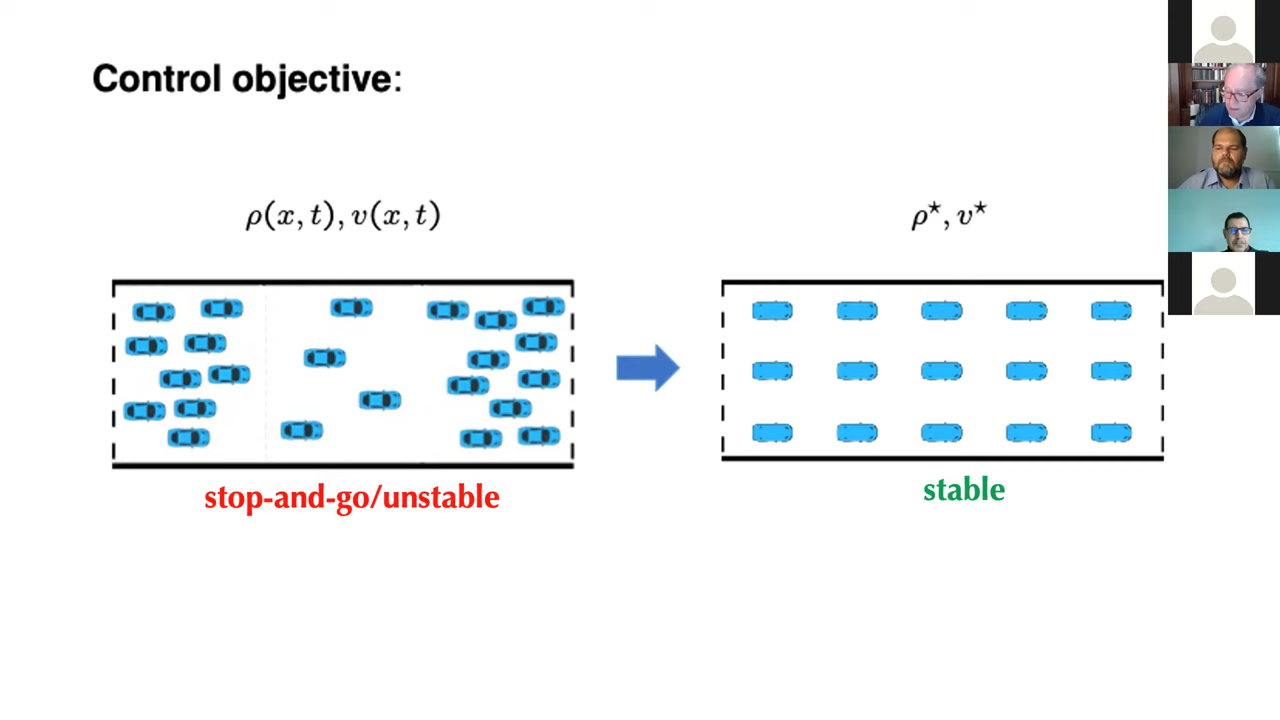 Control objective:
ρ(x, t), v(x, t)
ρ*, v*
stop-and-go/unstable
stable